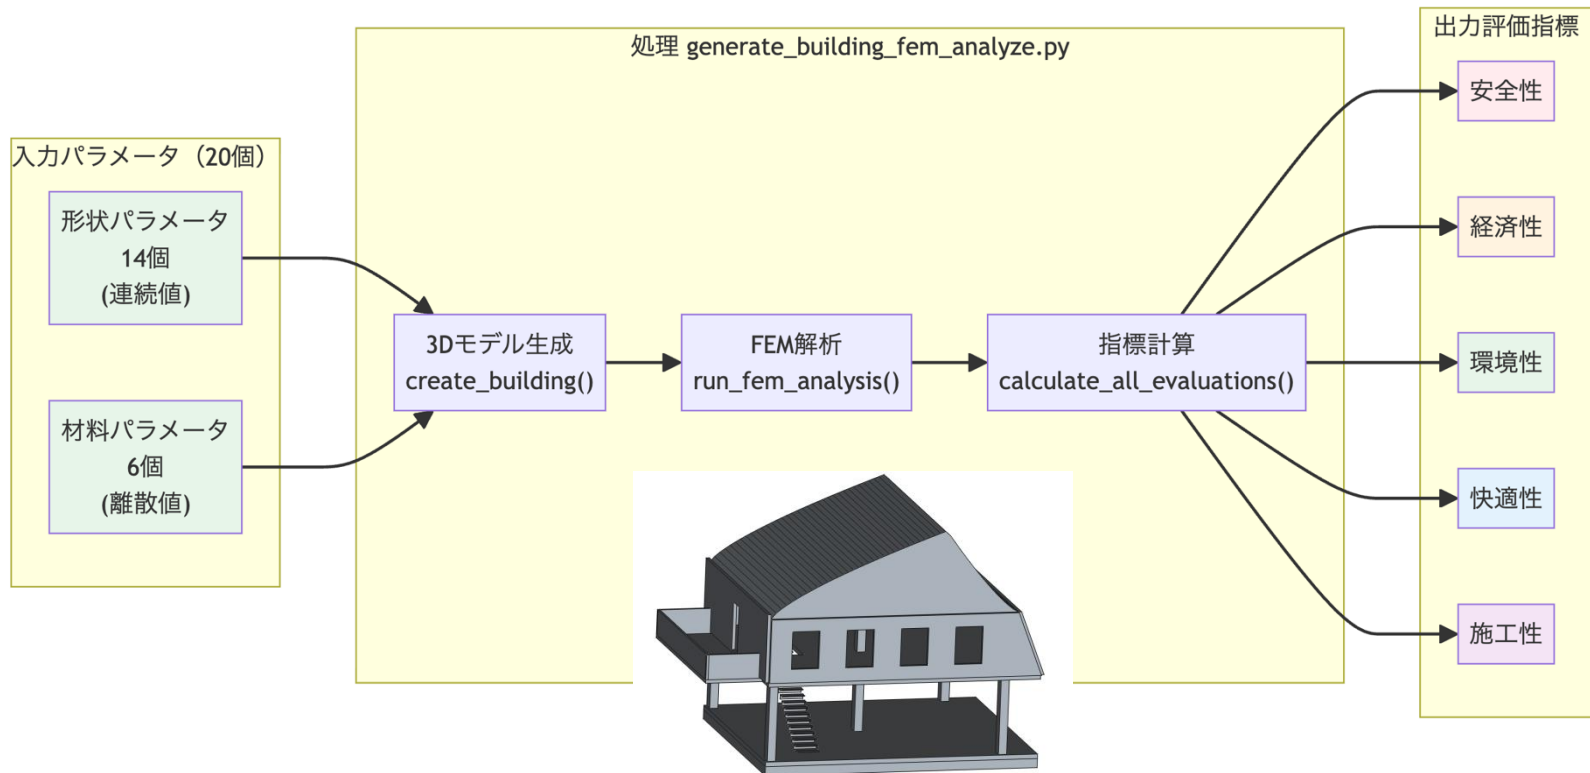 入力パラメータ（20個）
形状パラメータ
14個
(連続値)
材料パラメータ
6個
(離散値)
処理 generate_building_fem_analyze.py
3Dモデル生成
create_building()
FEM解析
run_fem_analysis()
指標計算
calculate_all_evaluations()
出力評価指標
安全性
経済性
環境性
快適性
施工性